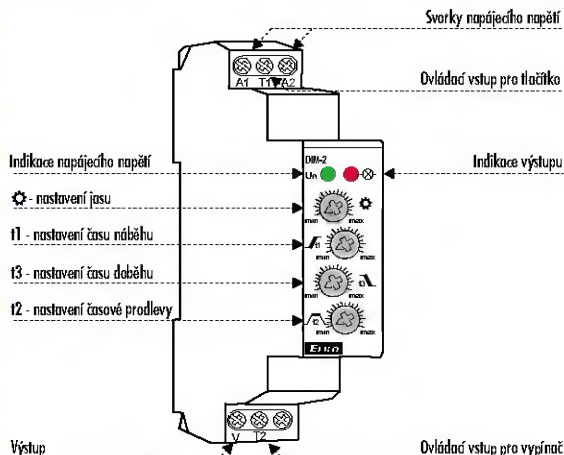 Svorky napájecího napětí
A1 T1 A2
Ovládací vstup pro tlačítko
DIM-2
Indikace napájecího napětí
Un
Indikace výstupu
- nastavení jasu
min max
t1 - nastavení času náběhu
t1
min max
t3 - nastavení času doběhu
t3
min max
t2 - nastavení časové prodlevy
t2
min max
ELKO
V T2
Výstup
Ovládací vstup pro vypínač